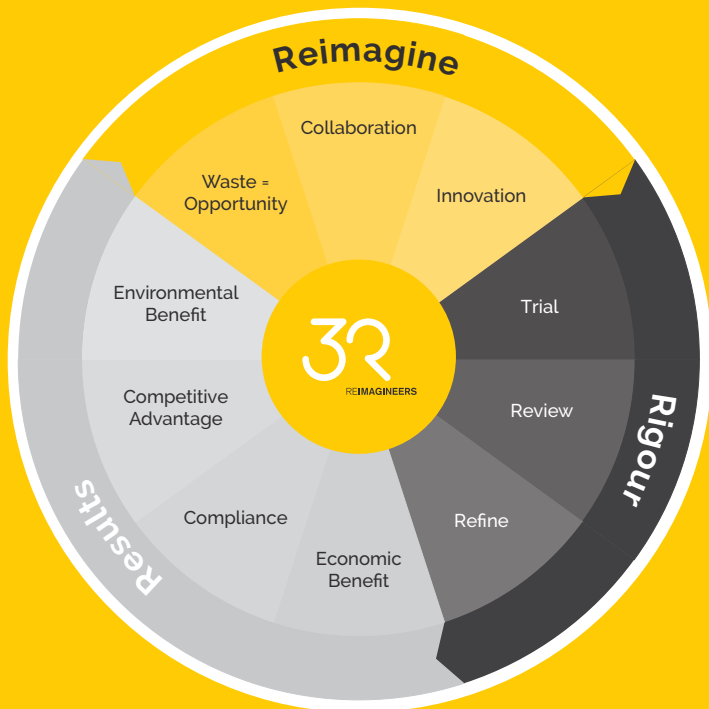 Reimagine
Collaboration
Waste =
Opportunity
Innovation
Environmental
Benefit
Trial
3R
REIMAGINEERS
Competitive
Advantage
Review
Rigour
Results
Compliance
Refine
Economic
Benefit